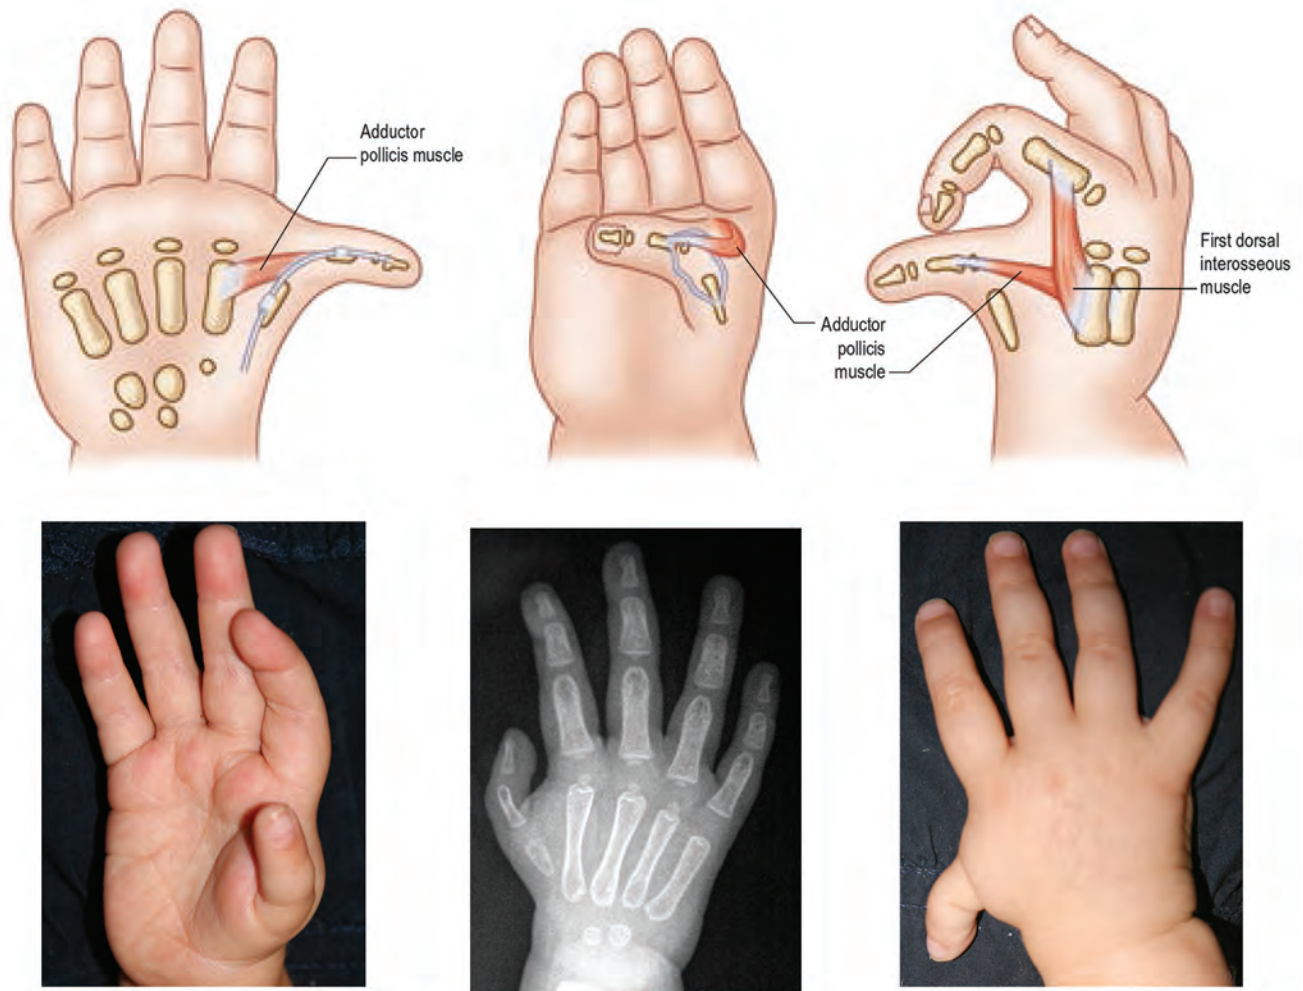 Adductor
pollicis muscle
Adductor
pollicis
muscle
First dorsal
interosseous
muscle